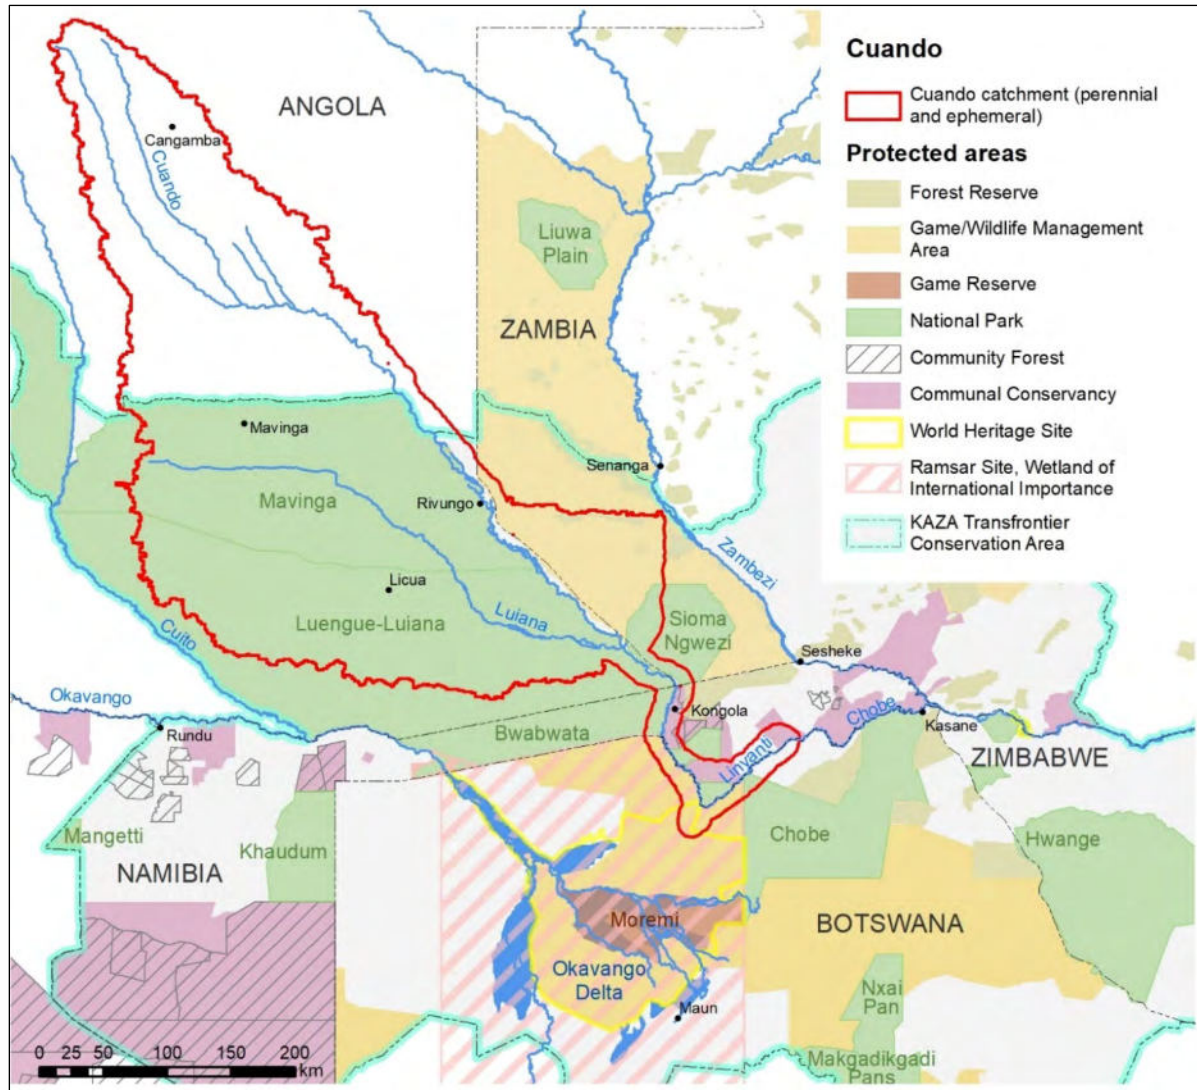 Cuando
Cuando catchment (perennial
and ephemeral)
Protected areas
Forest Reserve
Game/Wildlife Management
Area
Game Reserve
National Park
Community Forest
Communal Conservancy
World Heritage Site
Ramsar Site, Wetland of
International Importance
KAZA Transfrontier
Conservation Area
ANGOLA
Cangamba
Cuando
Liuwa
Plain
ZAMBIA
Mavinga
Senanga
Mavinga
Rivungo
Zambezi
Licua
Luengue-Luiana
Luiana
Sioma
Ngwezi
Cuito
Sesheke
Okavango
Rundu
Bwabwata
Kongola
Chobe
Kasane
Linyanti
ZIMBABWE
Mangetti
Khaudum
Chobe
Hwange
NAMIBIA
Moremi
BOTSWANA
Okavango
Delta
Maun
Nxai
Pan
Makgadikgadi
Pans
0 25 50 100 150 200
km